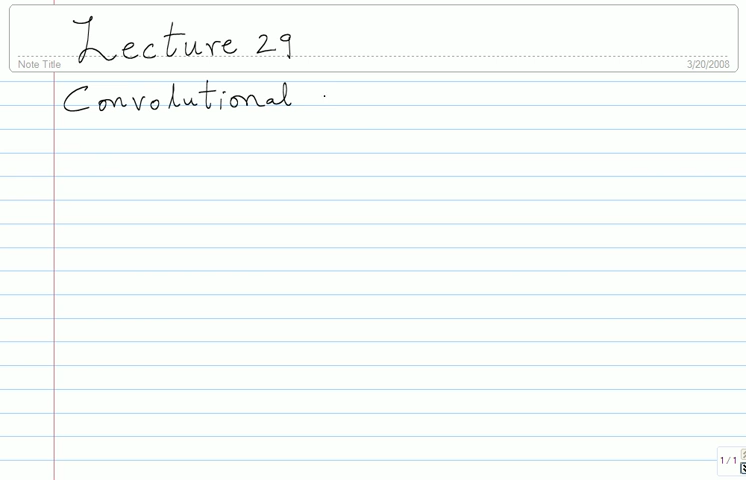 Lecture 29
Note Title
3/20/2008
Convolutional
1 / 1